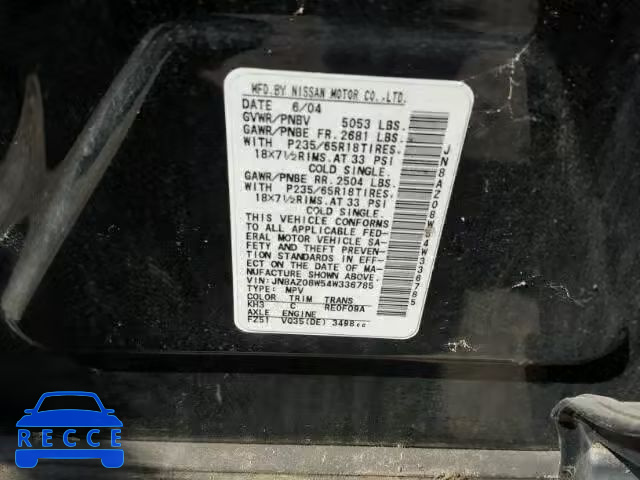 MFD.BY NISSAN MOTOR CO.,LTD.
DATE 6/04
GVWR/PNBV 5053 LBS.
GAWR/PNBE FR. 2681 LBS.
WITH P235/65R18TIRES.
18X7½RIMS.AT 33 PSI
COLD SINGLE.
GAWR/PNBE RR. 2504 LBS.
WITH P235/65R18TIRES.
18X7½RIMS.AT 33 PSI
COLD SINGLE.
THIS VEHICLE CONFORMS
TO ALL APPLICABLE FED-
ERAL MOTOR VEHICLE SA-
FETY AND THEFT PREVEN-
TION STANDARDS IN EFF-
ECT ON THE DATE OF MA-
NUFACTURE SHOWN ABOVE.
VIN:JN8AZ08W54W336785
TYPE: MPV
COLOR TRIM TRANS
KH3 C RE0F09A
AXLE ENGINE
FZ51 VQ35(DE) 3498cc
JN8AZ08W54W336785
RECCE